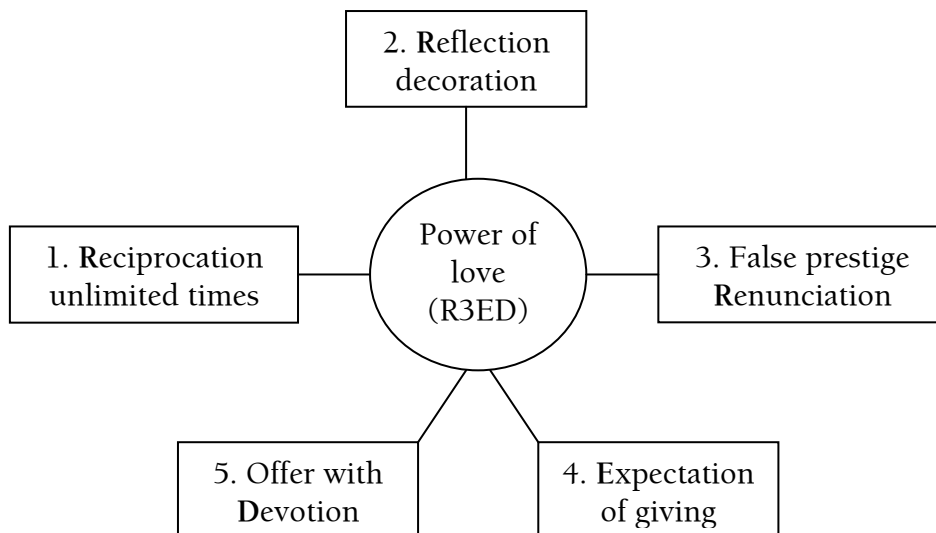 2. Reflection
decoration
Power of
love
(R3ED)
1. Reciprocation
unlimited times
3. False prestige
Renunciation
5. Offer with
Devotion
4. Expectation
of giving